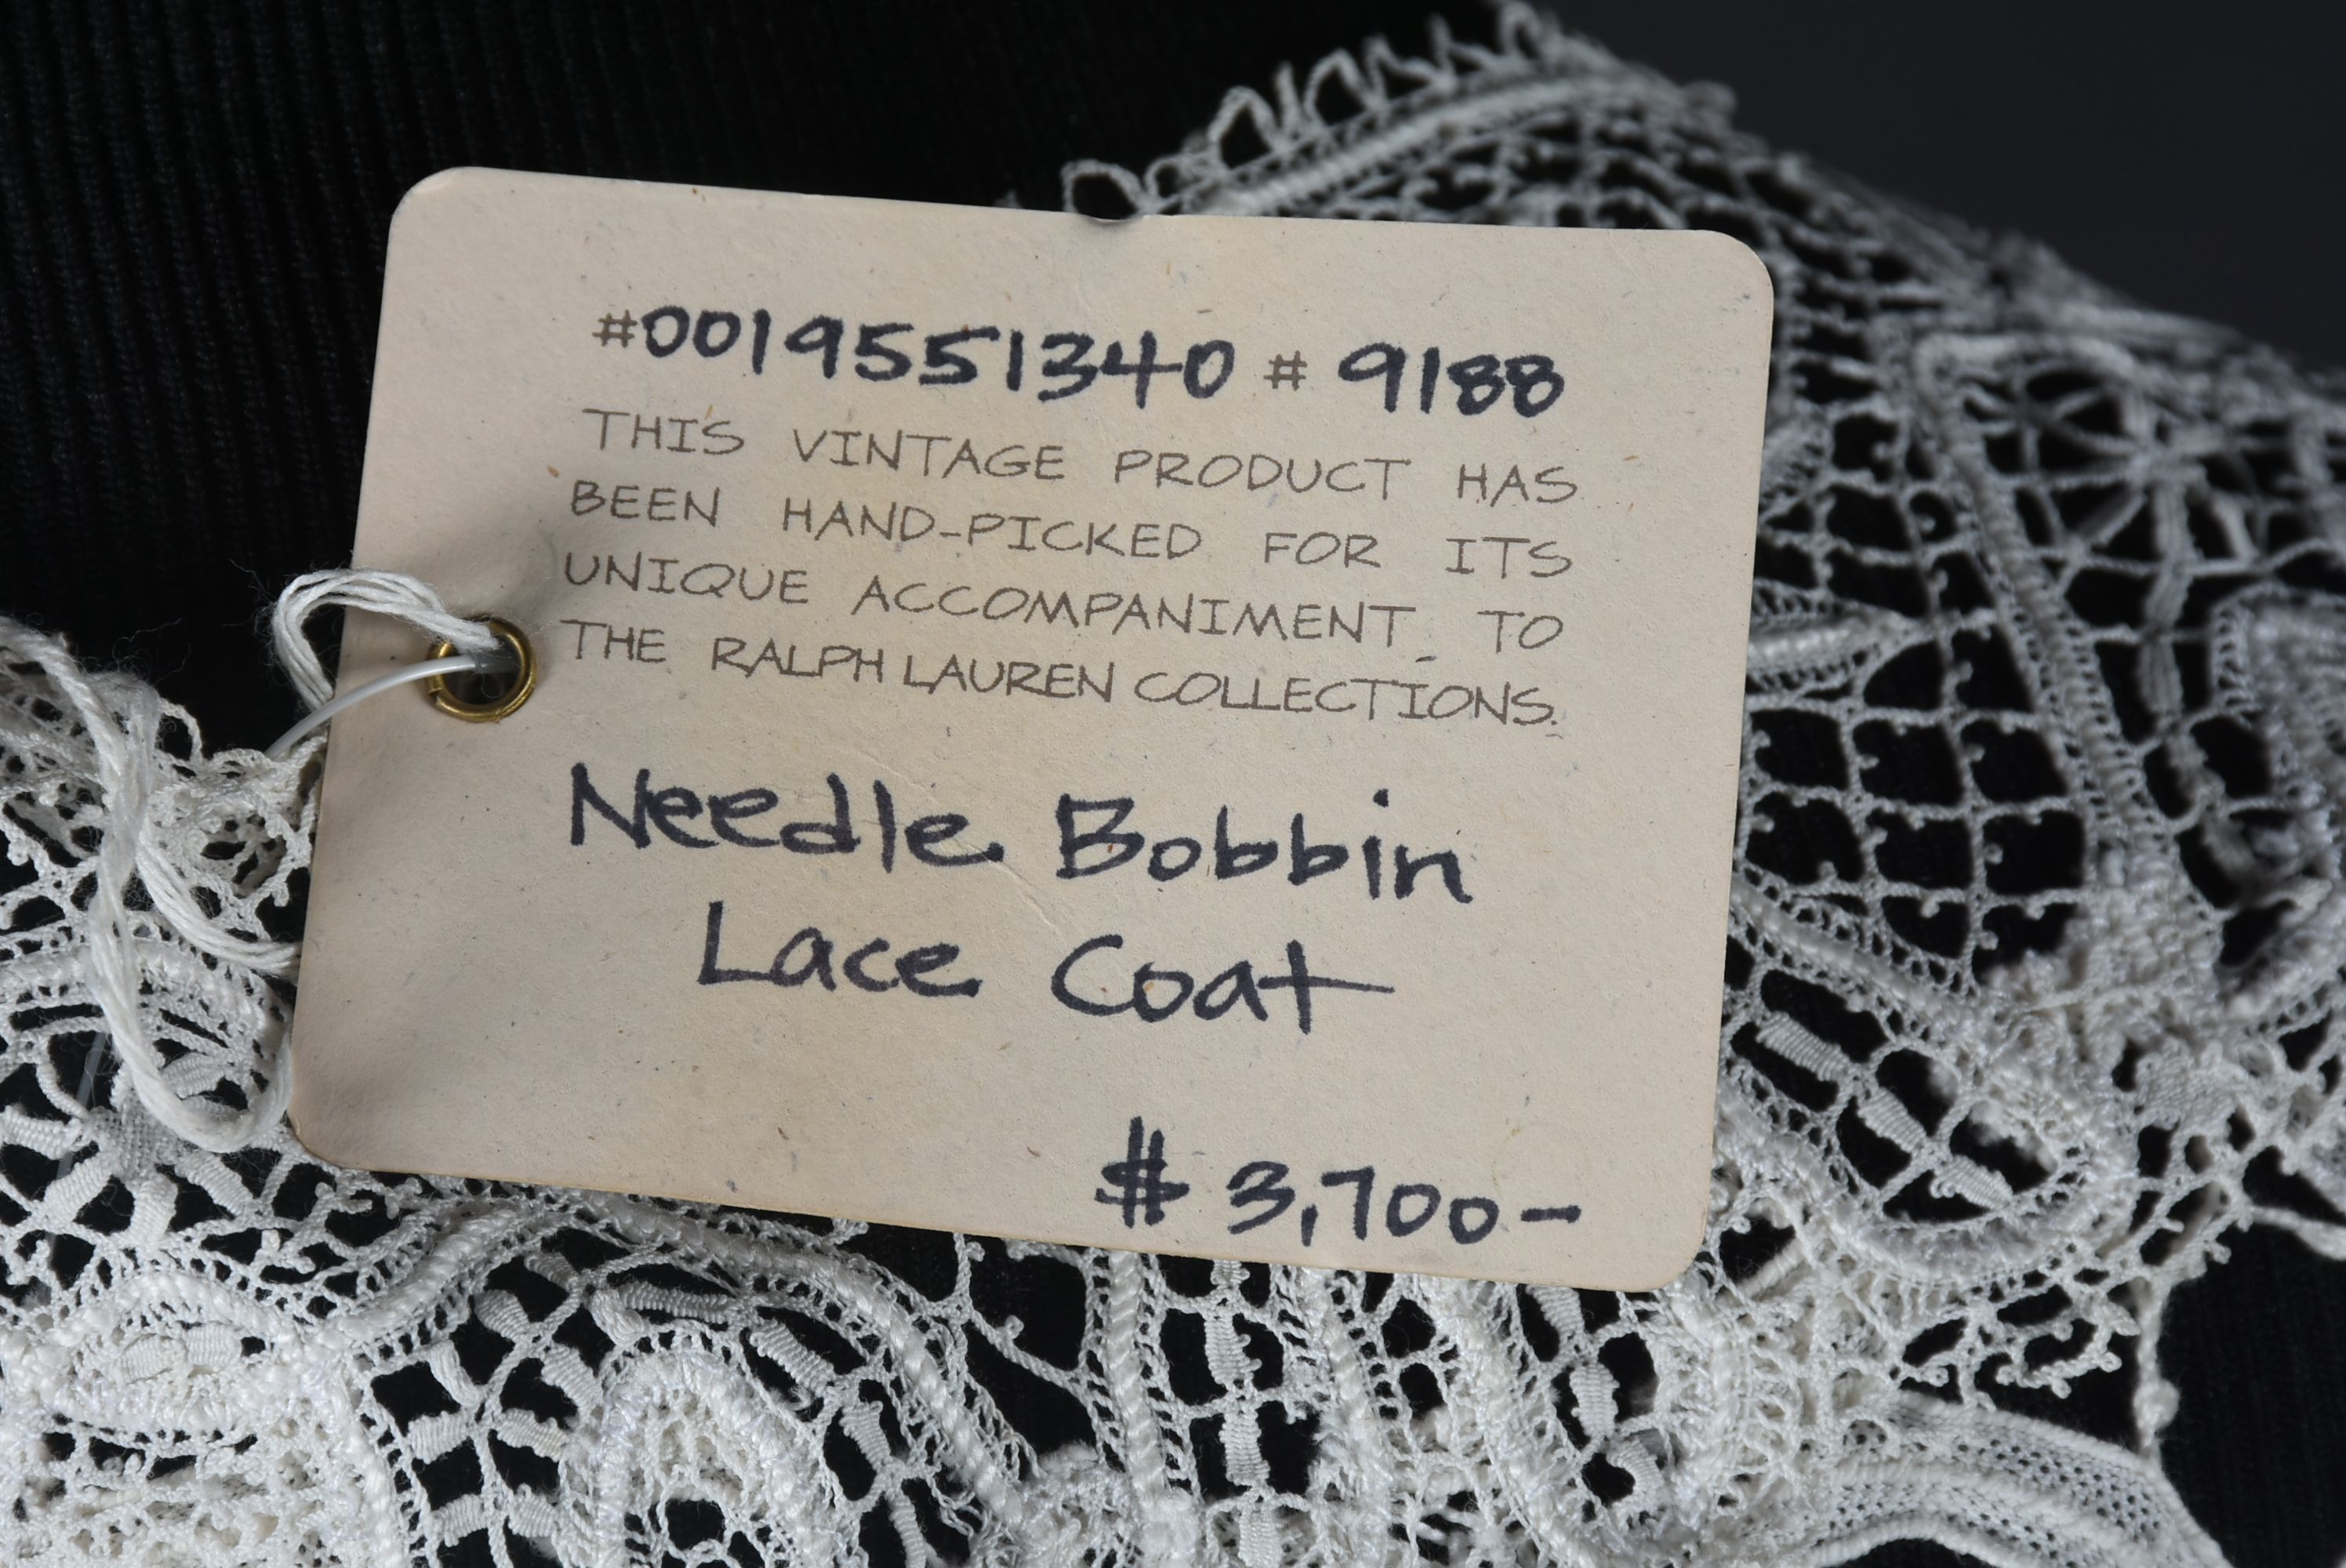 #0019551340 # 9188
THIS VINTAGE PRODUCT HAS
BEEN HAND-PICKED FOR ITS
UNIQUE ACCOMPANIMENT TO
THE RALPH LAUREN COLLECTIONS.
Needle Bobbin
Lace Coat
$ 3,700-